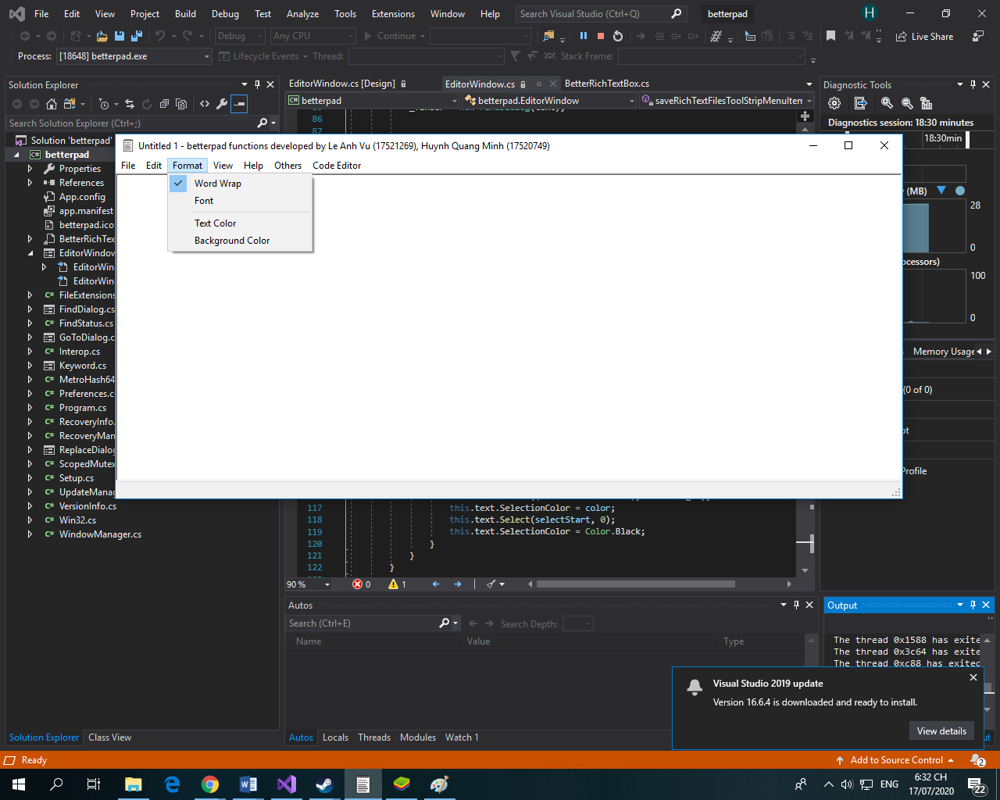 File Edit View Project Build Debug Test Analyze Tools Extensions Window Help Search Visual Studio (Ctrl+Q) betterpad H
Debug Any CPU Continue Live Share
Process: [18648] betterpad.exe Lifecycle Events Thread: Stack Frame:
Solution Explorer
Search Solution Explorer (Ctrl+;)
Solution 'betterpad'
betterpad
Properties
References
App.config
app.manifest
betterpad.ico
BetterRichTex
EditorWindow
EditorWin
EditorWin
FileExtensions
FindDialog.cs
FindStatus.cs
GoToDialog.c
Interop.cs
Keyword.cs
MetroHash64
Preferences.c
Program.cs
RecoveryInfo.
RecoveryMan
ReplaceDialog
ScopedMutex
Setup.cs
UpdateManag
VersionInfo.cs
Win32.cs
WindowManager.cs
Solution Explorer Class View
EditorWindow.cs [Design] EditorWindow.cs BetterRichTextBox.cs
betterpad betterpad.EditorWindow saveRichTextFilesToolStripMenuItem
86
87
Untitled 1 - betterpad functions developed by Le Anh Vu (17521269), Huynh Quang Minh (17520749)
File Edit Format View Help Others Code Editor
Word Wrap
Font
Text Color
Background Color
117 this.text.SelectionColor = color;
118 this.text.Select(selectStart, 0);
119 this.text.SelectionColor = Color.Black;
120 }
121 }
122 }
90 % 0 1
Autos
Search (Ctrl+E) Search Depth:
Name Value Type
Autos Locals Threads Modules Watch 1
Diagnostic Tools
Diagnostics session: 18:30 minutes
18:30min
(MB)
28
0
ocessors)
100
0
Memory Usage
(0 of 0)
ot
Profile
Output
The thread 0x1588 has exite
The thread 0x3c64 has exite
The thread 0xc88 has exited
Visual Studio 2019 update
Version 16.6.4 is downloaded and ready to install.
View details
ut
Ready Add to Source Control 2
ENG 6:32 CH
17/07/2020
22